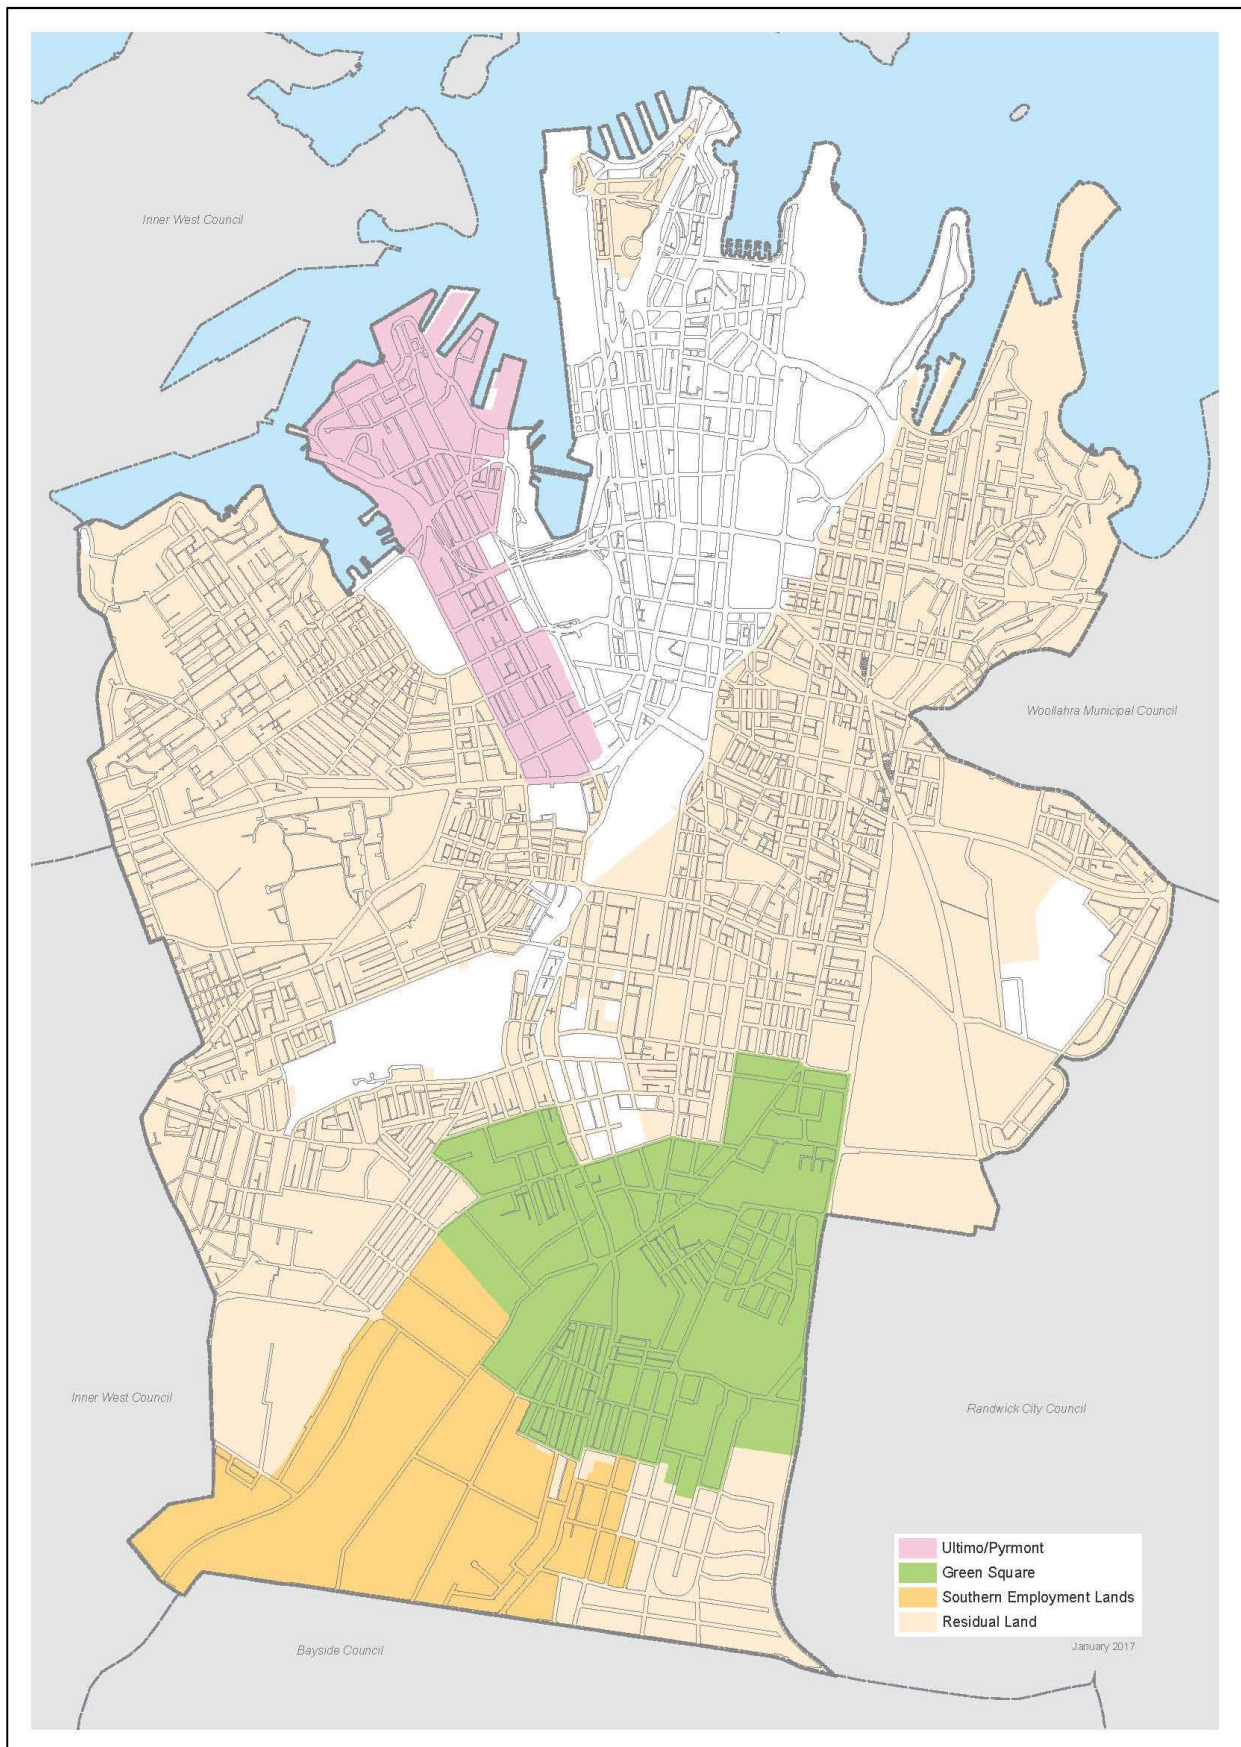 Inner West Council
Woollahra Municipal Council
Inner West Council
Randwick City Council
Ultimo/Pyrmont
Green Square
Southern Employment Lands
Residual Land
January 2017
Bayside Council